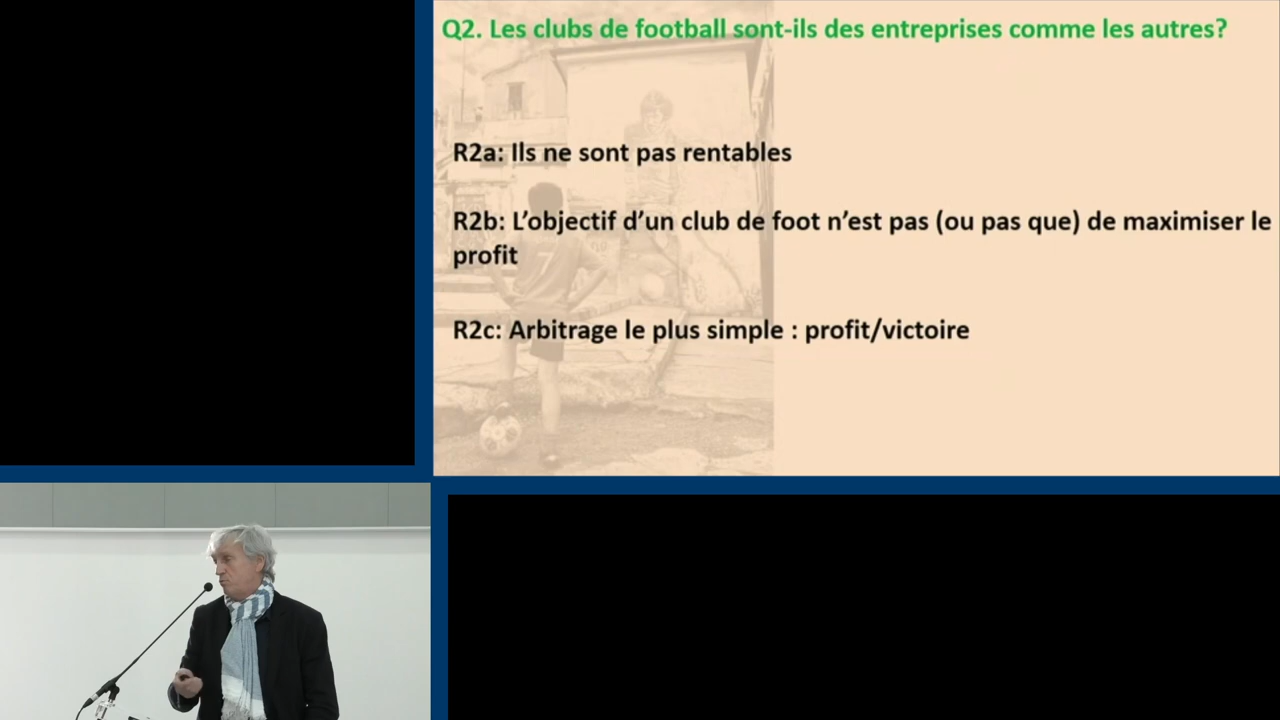 Q2. Les clubs de football sont-ils des entreprises comme les autres?
R2a: Ils ne sont pas rentables
R2b: L’objectif d’un club de foot n’est pas (ou pas que) de maximiser le
profit
R2c: Arbitrage le plus simple : profit/victoire